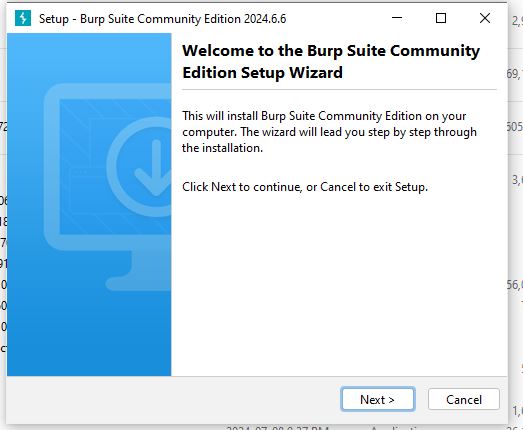 Setup - Burp Suite Community Edition 2024.6.6
Welcome to the Burp Suite Community
Edition Setup Wizard
This will install Burp Suite Community Edition on your
computer. The wizard will lead you step by step through
the installation.
Click Next to continue, or Cancel to exit Setup.
Next >
Cancel